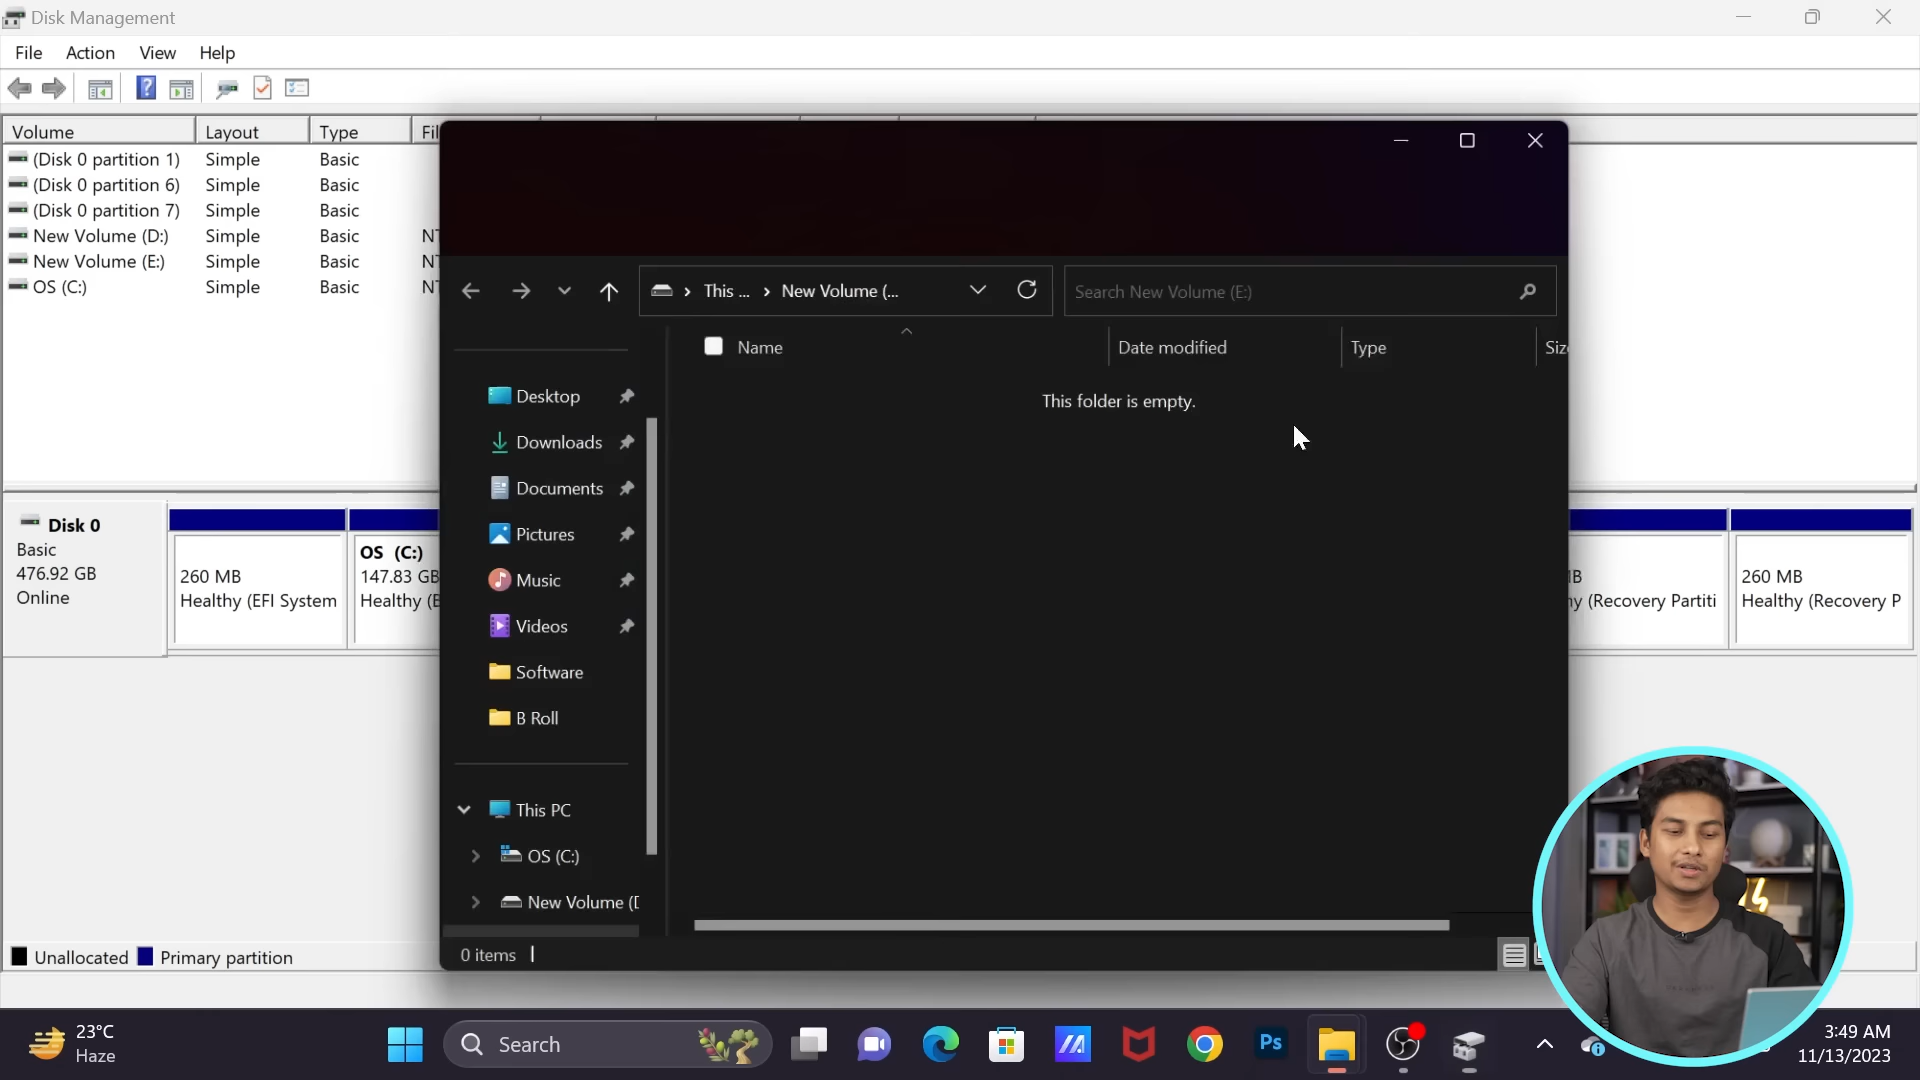 Disk Management
File Action View Help
Volume Layout Type
(Disk 0 partition 1) Simple Basic
(Disk 0 partition 6) Simple Basic
(Disk 0 partition 7) Simple Basic
New Volume (D:) Simple Basic
New Volume (E:) Simple Basic
OS (C:) Simple Basic
This ... New Volume (...
Search New Volume (E:)
Name Date modified Type
This folder is empty.
Desktop
Downloads
Documents
Pictures
Music
Videos
Software
B Roll
This PC
OS (C:)
New Volume (
0 items
Disk 0
Basic
476.92 GB
Online
260 MB
Healthy (EFI System
OS (C:)
147.83 GB
Healthy (
(Recovery Partiti
260 MB
Healthy (Recovery P
Unallocated Primary partition
23°C
Haze
Search
Ps
3:49 AM
11/13/2023